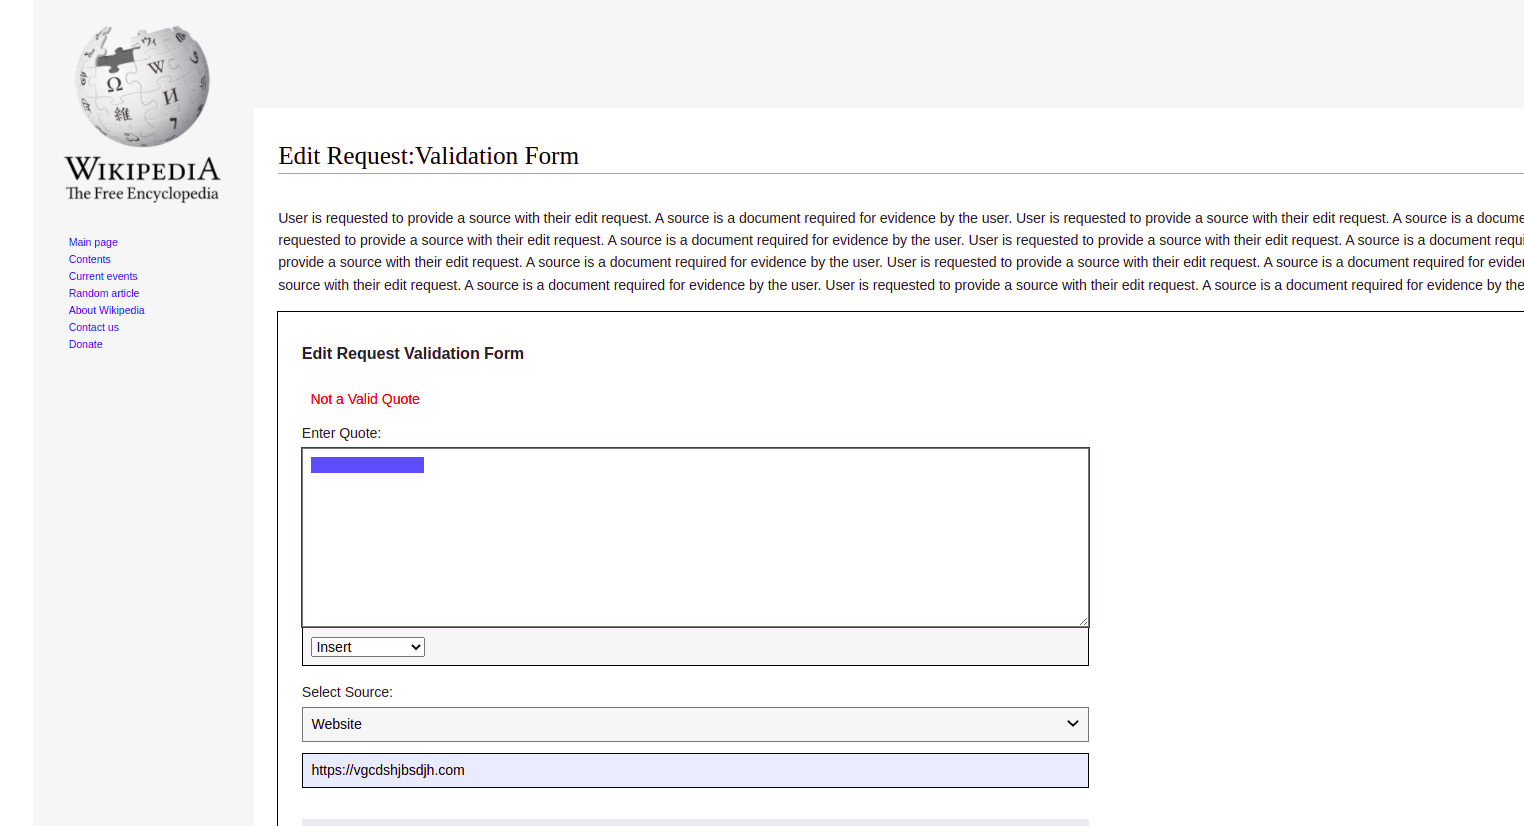 WIKIPEDIA
The Free Encyclopedia
Main page
Contents
Current events
Random article
About Wikipedia
Contact us
Donate
Edit Request:Validation Form
User is requested to provide a source with their edit request. A source is a document required for evidence by the user. User is requested to provide a source with their edit request. A source is a docume
requested to provide a source with their edit request. A source is a document required for evidence by the user. User is requested to provide a source with their edit request. A source is a document requi
provide a source with their edit request. A source is a document required for evidence by the user. User is requested to provide a source with their edit request. A source is a document required for eviden
source with their edit request. A source is a document required for evidence by the user. User is requested to provide a source with their edit request. A source is a document required for evidence by the
Edit Request Validation Form
Not a Valid Quote
Enter Quote:
Insert
Select Source:
Website
https://vgcdshjbsdjh.com